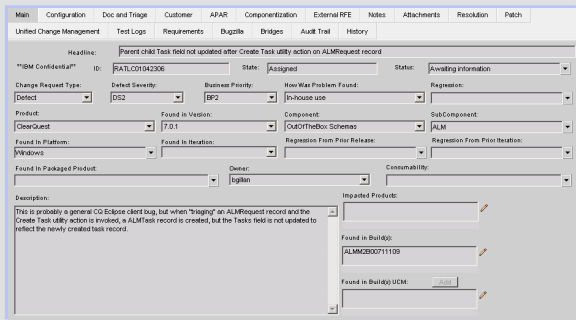 Main Configuration Doc and Triage Customer APAR Componentization External RFE Notes Attachments Resolution Patch
Unified Change Management Test Logs Requirements Bugzilla Bridges Audit Trail History
Headline: Parent child Task field not updated after Create Task utility action on ALMRequest record
**IBM Confidential** ID: RATLC01042306 State: Assigned Status: Awaiting information
Change Request Type: Defect Severity: Business Priority: How Was Problem Found: Regression:
Defect DS2 BP2 In-house use
Product: Found in Version: Component: SubComponent:
ClearQuest 7.0.1 OutOfTheBox Schemas ALM
Found In Platform: Found In Iteration: Regression From Prior Release: Regression From Prior Iteration:
Windows
Found In Packaged Product: Owner: Consumability:
bgillan
Description: Impacted Products:
This is probably a general CQ Eclipse client bug, but when "triaging" an ALMRequest record and the
Create Task utility action is invoked, a ALMTask record is created, but the Tasks field is not updated to
reflect the newly created task record.
Found in Build(s):
ALMM2B00711109
Found in Build(s) UCM: Add